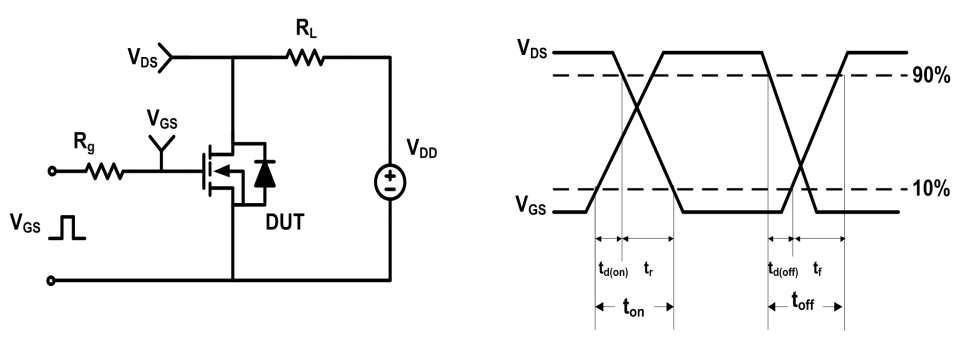 R_L
V_DS
V_GS
R_g
V_DD
V_GS
DUT
V_DS
90%
10%
V_GS
t_d(on) t_r t_d(off) t_f
t_on t_off